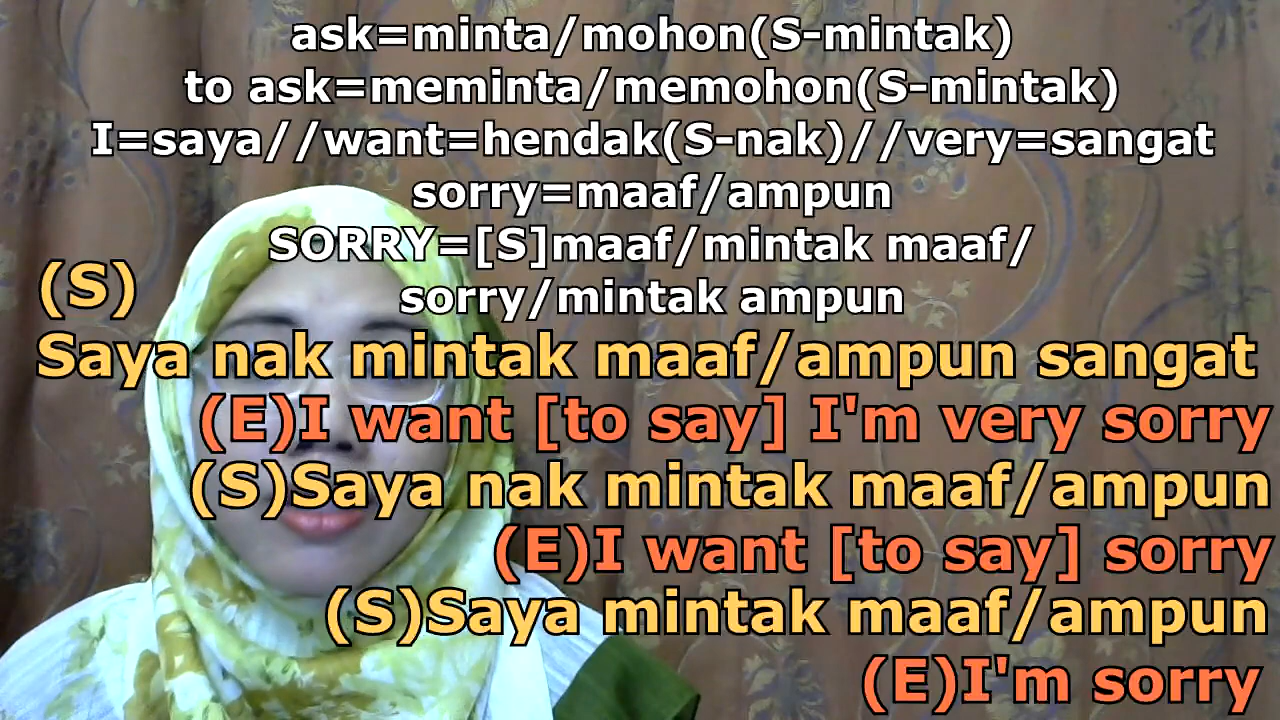 ask=minta/mohon(S-mintak)
to ask=meminta/memohon(S-mintak)
I=saya//want=hendak(S-nak)//very=sangat
sorry=maaf/ampun
SORRY=[S]maaf/mintak maaf/
sorry/mintak ampun
(S)
Saya nak mintak maaf/ampun sangat
(E)I want [to say] I'm very sorry
(S)Saya nak mintak maaf/ampun
(E)I want [to say] sorry
(S)Saya mintak maaf/ampun
(E)I'm sorry